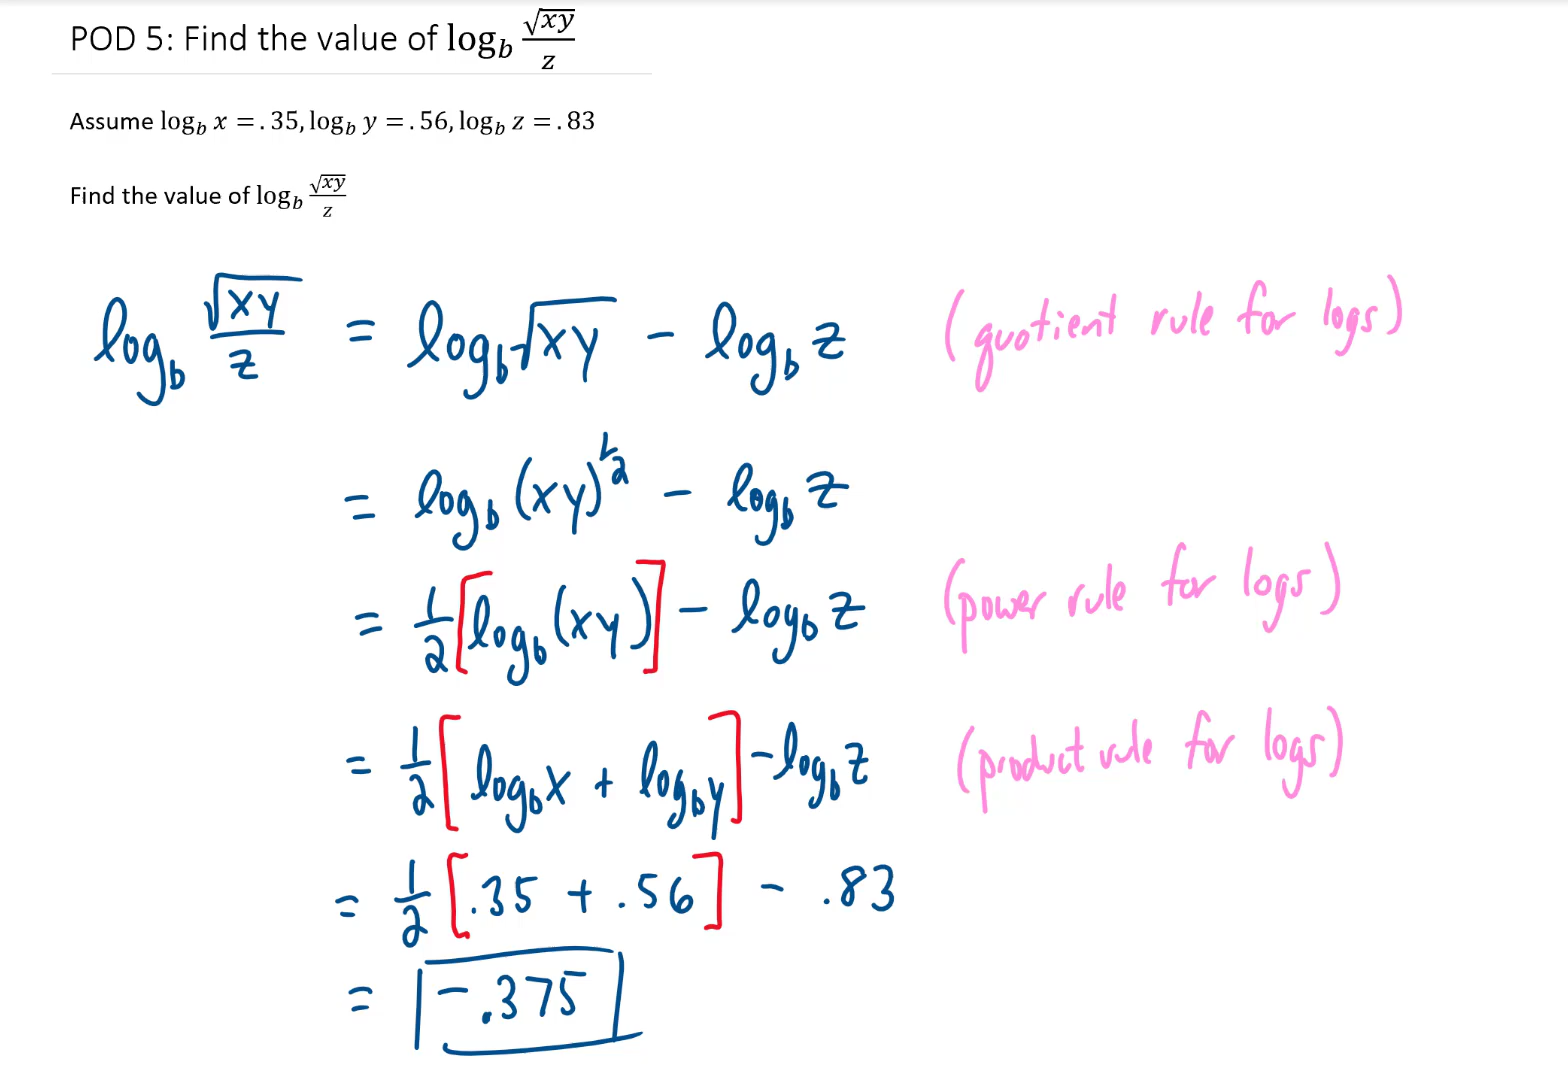 POD 5: Find the value of log_b √(xy)/z
Assume log_b x = .35, log_b y = .56, log_b z = .83
Find the value of log_b √(xy)/z
log_b √(xy)/z = log_b √(xy) - log_b z (quotient rule for logs)
= log_b (xy)^(1/2) - log_b z
= 1/2 [log_b (xy)] - log_b z (power rule for logs)
= 1/2 [log_b x + log_b y] - log_b z (product rule for logs)
= 1/2 [.35 + .56] - .83
= -.375